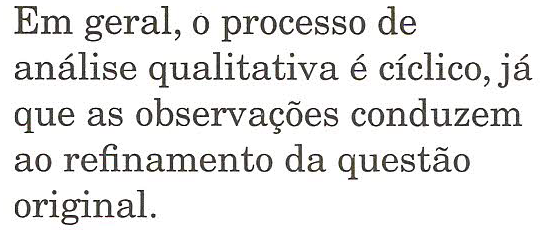 Em geral, o processo de
análise qualitativa é cíclico, já
que as observações conduzem
ao refinamento da questão
original.